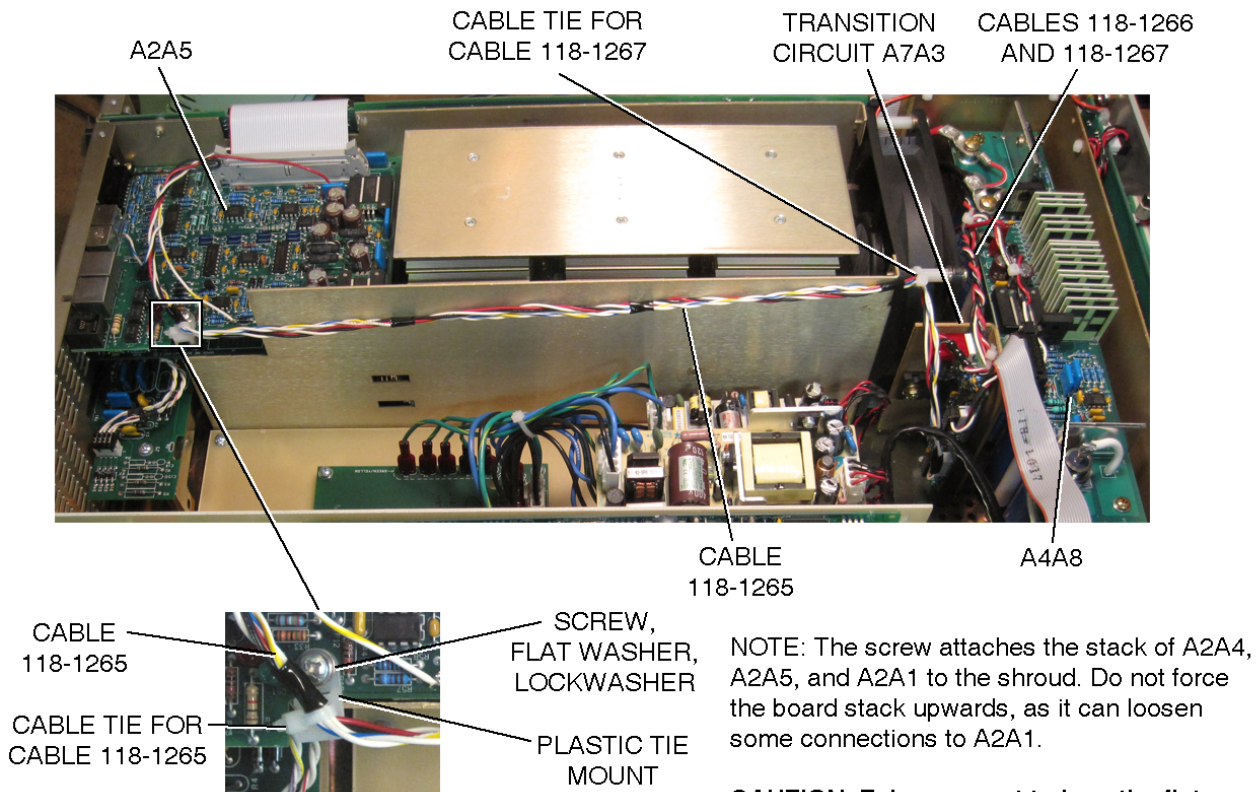 A2A5
CABLE TIE FOR
CABLE 118-1267
TRANSITION
CIRCUIT A7A3
CABLES 118-1266
AND 118-1267
118-1017
CABLE
118-1265
A4A8
CABLE
118-1265
CABLE TIE FOR
CABLE 118-1265
SCREW,
FLAT WASHER,
LOCKWASHER
PLASTIC TIE
MOUNT
NOTE: The screw attaches the stack of A2A4,
A2A5, and A2A1 to the shroud. Do not force
the board stack upwards, as it can loosen
some connections to A2A1.